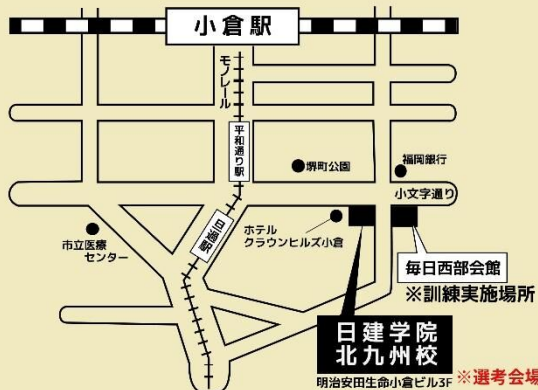 小倉駅
モノレール
平和通り駅
堺町公園
福岡銀行
小文字通り
旦過駅
市立医療
センター
ホテル
クラウンヒルズ小倉
毎日西部会館
※訓練実施場所
日建学院
北九州校
明治安田生命小倉ビル3F ※選考会場